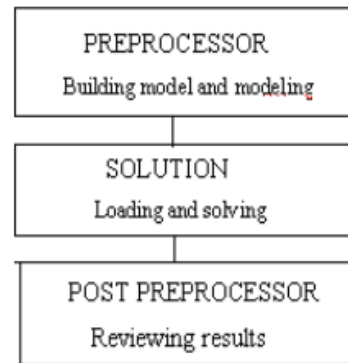 PREPROCESSOR
Building model and modeling
SOLUTION
Loading and solving
POST PREPROCESSOR
Reviewing results